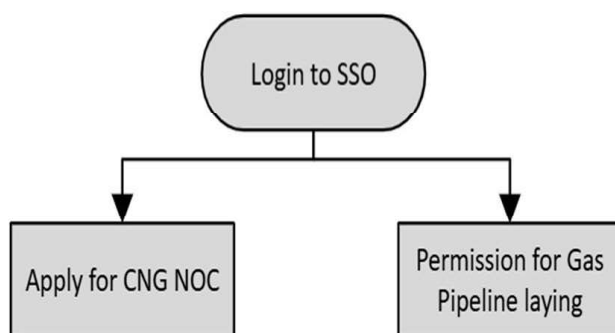 Login to SSO
Apply for CNG NOC
Permission for Gas
Pipeline laying